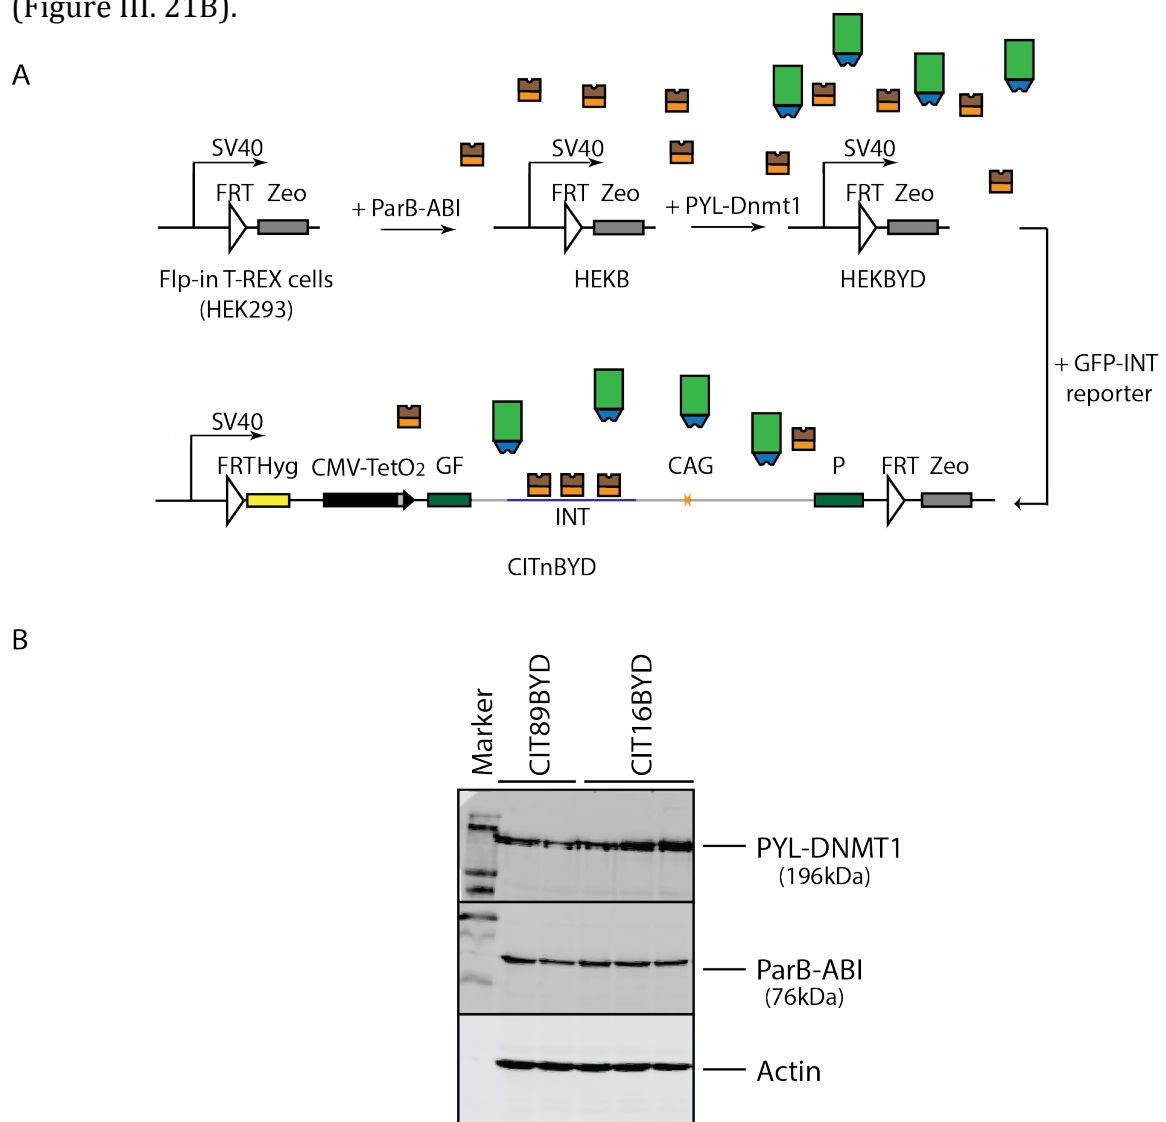 (Figure III. 21B).
A
SV40
FRT Zeo
Flp-in T-REX cells
(HEK293)
+ ParB-ABI
SV40
FRT Zeo
HEKB
+ PYL-Dnmt1
SV40
FRT Zeo
HEKBYD
+ GFP-INT
reporter
SV40
FRTHyg CMV-TetO2 GF CAG P FRT Zeo
INT
CITnBYD
B
Marker
CIT89BYD
CIT16BYD
PYL-DNMT1
(196kDa)
ParB-ABI
(76kDa)
Actin